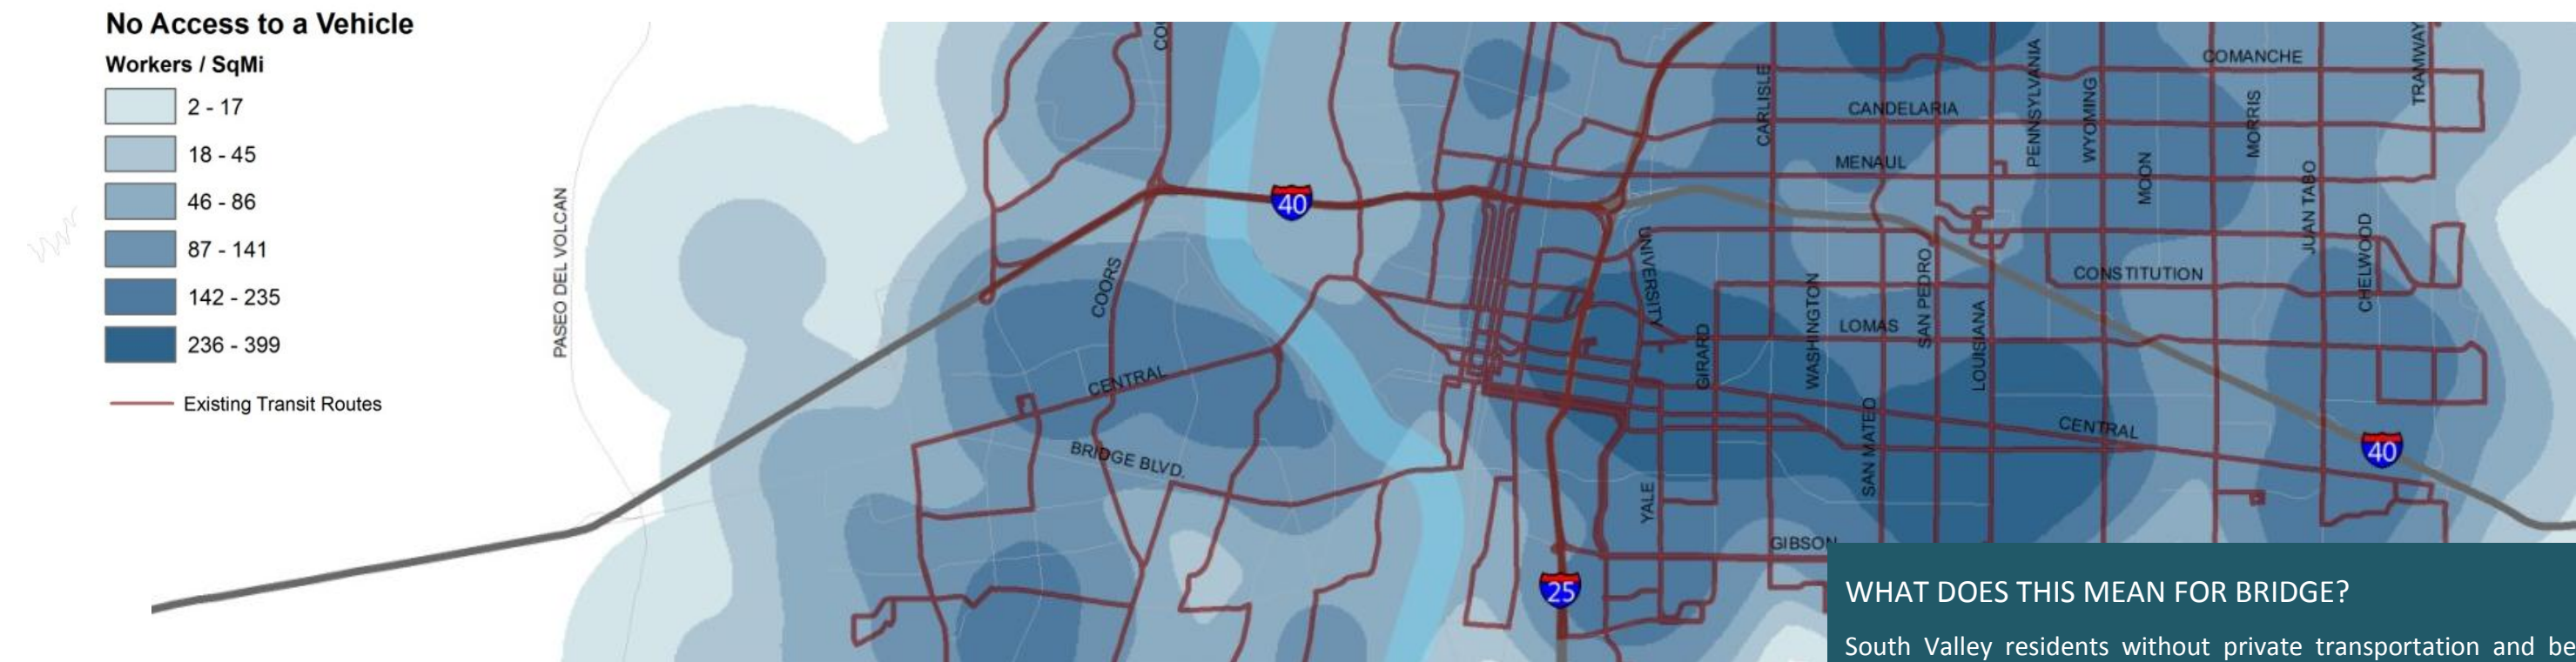 No Access to a Vehicle
Workers / SqMi
2 - 17
18 - 45
46 - 86
87 - 141
142 - 235
236 - 399
Existing Transit Routes
PASEO DEL VOLCAN
COORS
CENTRAL
BRIDGE BLVD.
40
25
UNIVERSITY
YALE
GIRARD
CARLISLE
WASHINGTON
SAN MATEO
SAN PEDRO
LOUISIANA
PENNSYLVANIA
WYOMING
MOON
MORRIS
JUAN TABO
CHELWOOD
TRAMWAY
COMANCHE
CANDELARIA
MENAUL
CONSTITUTION
LOMAS
CENTRAL
40
GIBSON
WHAT DOES THIS MEAN FOR BRIDGE?
South Valley residents without private transportation and be